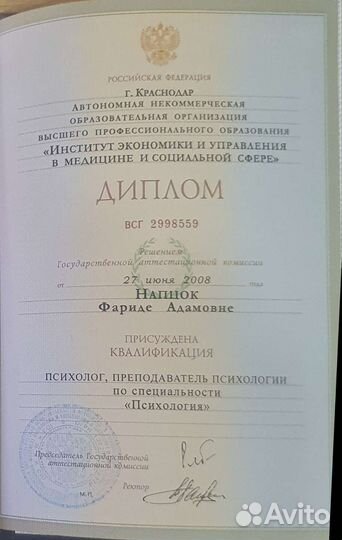 РОССИЙСКАЯ ФЕДЕРАЦИЯ
г. Краснодар
Автономная некоммерческая
образовательная организация
высшего профессионального образования
«Институт экономики и управления
в медицине и социальной сфере»
ДИПЛОМ
ВСГ 2998559
Решением
Государственной аттестационной комиссии
от 27 июня 2008 года
Напцок
Фариде Адамовне
ПРИСУЖДЕНА
КВАЛИФИКАЦИЯ
ПСИХОЛОГ, ПРЕПОДАВАТЕЛЬ ПСИХОЛОГИИ
по специальности
«Психология»
Председатель Государственной
аттестационной комиссии
Ректор
М.П.
Avito